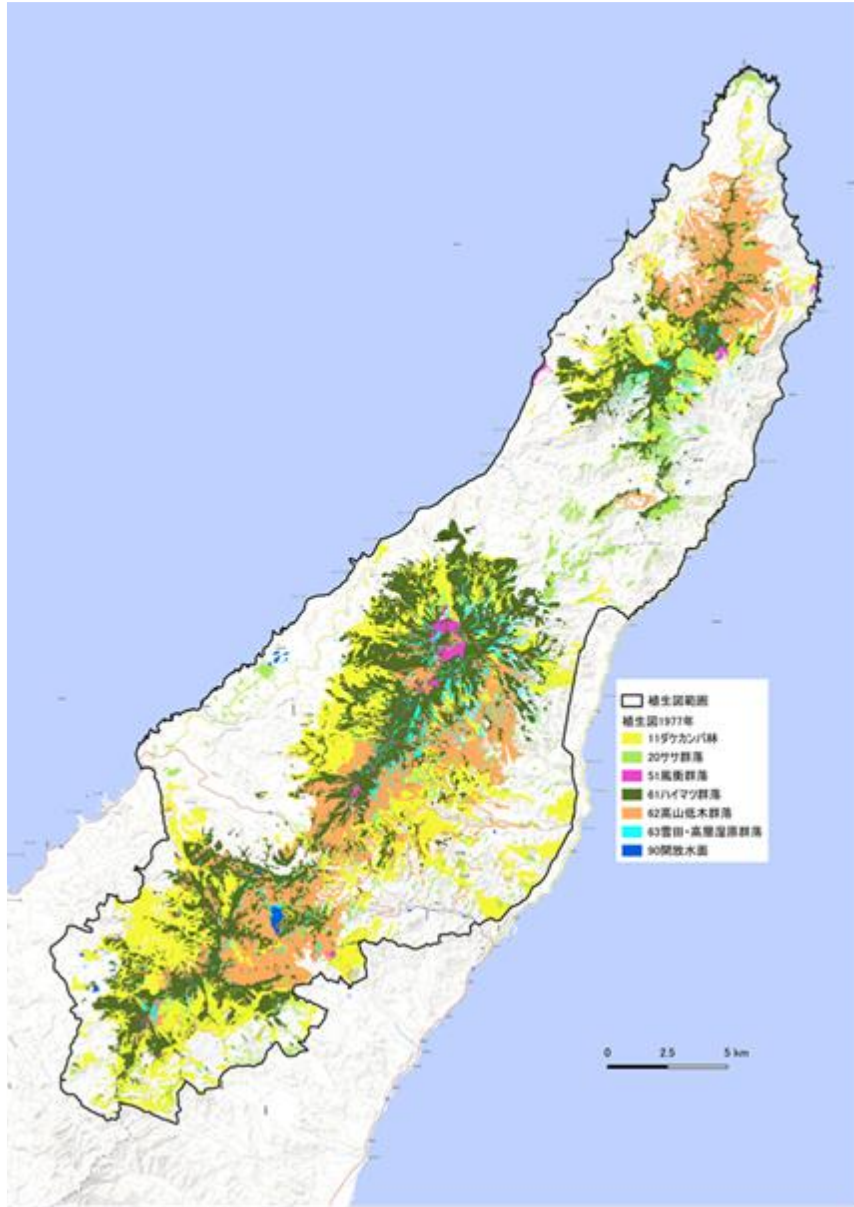 植生図範囲
植生図1977年
11ダケカンバ林
20ササ群落
51風衝群落
61ハイマツ群落
62高山低木群落
63雪田・高層湿原群落
90開放水面
0 2.5 5 km